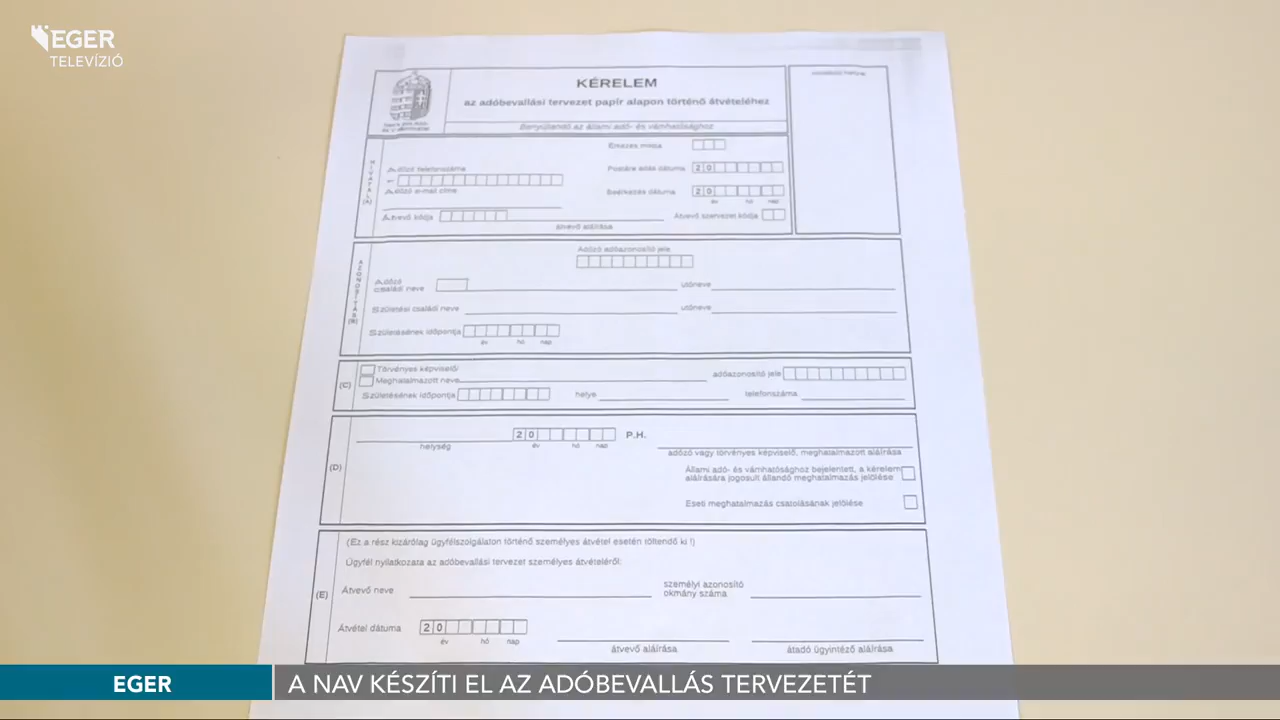 EGER
TELEVÍZIÓ
KÉRELEM
az adóbevallási tervezet papír alapon történő átvételéhez
Benyújtandó az állami adó- és vámhatósághoz
HIVATAL (A)
Érkezés módja
Adózó telefonszáma
Postára adás dátuma 20
Adózó e-mail címe
Beérkezés dátuma 20
év hó nap
Átvevő kódja
Átvevő szervezet kódja
átvevő aláírása
AZONOSÍTÁS (B)
Adózó adóazonosító jele
Adózó
családi neve
utóneve
Születési családi neve
utóneve
Születésének időpontja
év hó nap
(C)
Törvényes képviselő/
Meghatalmazott neve
adóazonosító jele
Születésének időpontja
helye
telefonszáma
(D)
20
P.H.
helység
év hó nap
adózó vagy törvényes képviselő, meghatalmazott aláírása
Állami adó- és vámhatósághoz bejelentett, a kérelem
aláírására jogosult állandó meghatalmazás jelölése
Eseti meghatalmazás csatolásának jelölése
(E)
(Ez a rész kizárólag ügyfélszolgálaton történő személyes átvétel esetén töltendő ki !)
Ügyfél nyilatkozata az adóbevallási tervezet személyes átvételéről:
Átvevő neve
személyi azonosító
okmány száma
Átvétel dátuma 20
év hó nap
átvevő aláírása
átadó ügyintéző aláírása
EGER
A NAV KÉSZÍTI EL AZ ADÓBEVALLÁS TERVEZETÉT